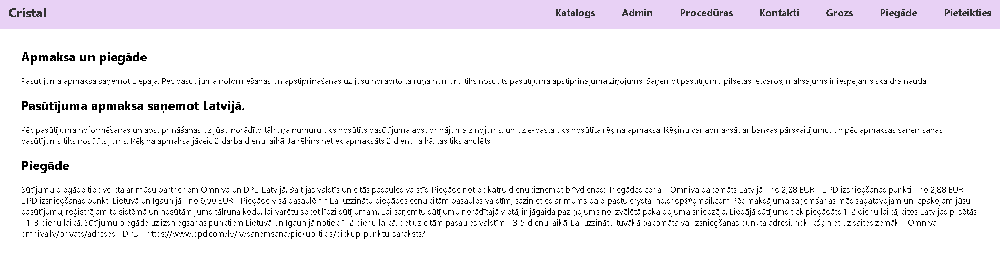 Cristal
Katalogs
Admin
Procedūras
Kontakti
Grozs
Piegāde
Pieteikties
Apmaksa un piegāde
Pasūtījuma apmaksa saņemot Liepājā. Pēc pasūtījuma noformēšanas un apstiprināšanas uz jūsu norādīto tālruņa numuru tiks nosūtīts pasūtījuma apstiprinājuma ziņojums. Saņemot pasūtījumu pilsētas ietvaros, maksājums ir iespējams skaidrā naudā.
Pasūtījuma apmaksa saņemot Latvijā.
Pēc pasūtījuma noformēšanas un apstiprināšanas uz jūsu norādīto tālruņa numuru tiks nosūtīts pasūtījuma apstiprinājuma ziņojums, un uz e-pasta tiks nosūtīta rēķina apmaksa. Rēķinu var apmaksāt ar bankas pārskaitījumu, un pēc apmaksas saņemšanas
pasūtījums tiks nosūtīts jums. Rēķina apmaksa jāveic 2 darba dienu laikā. Ja rēķins netiek apmaksāts 2 dienu laikā, tas tiks anulēts.
Piegāde
Sūtījumu piegāde tiek veikta ar mūsu partneriem Omniva un DPD Latvijā, Baltijas valstīs un citās pasaules valstīs. Piegāde notiek katru dienu (izņemot brīvdienas). Piegādes cena: - Omniva pakomāts Latvijā - no 2,88 EUR - DPD izsniegšanas punkti - no 2,88 EUR -
DPD izsniegšanas punkti Lietuvā un Igaunijā - no 6,90 EUR - Piegāde visā pasaulē * * Lai uzzinātu piegādes cenu citām pasaules valstīm, sazinieties ar mums pa e-pastu crystalino.shop@gmail.com Pēc maksājuma saņemšanas mēs sagatavojam un iepakojam jūsu
pasūtījumu, reģistrējam to sistēmā un nosūtām jums tālruņa kodu, lai varētu sekot līdzi sūtījumam. Lai saņemtu sūtījumu norādītajā vietā, ir jāgaida paziņojums no izvēlētā pakalpojuma sniedzēja. Liepājā sūtījums tiek piegādāts 1-2 dienu laikā, citos Latvijas pilsētās
- 1-3 dienu laikā. Sūtījumu piegāde uz izsniegšanas punktiem Lietuvā un Igaunijā notiek 1-2 dienu laikā, bet uz citām pasaules valstīm - 3-5 dienu laikā. Lai uzzinātu tuvākā pakomāta vai izsniegšanas punkta adresi, noklikšķiniet uz saites zemāk: - Omniva -
omniva.lv/privats/adreses - DPD - https://www.dpd.com/lv/lv/sanemsana/pickup-tikls/pickup-punktu-saraksts/